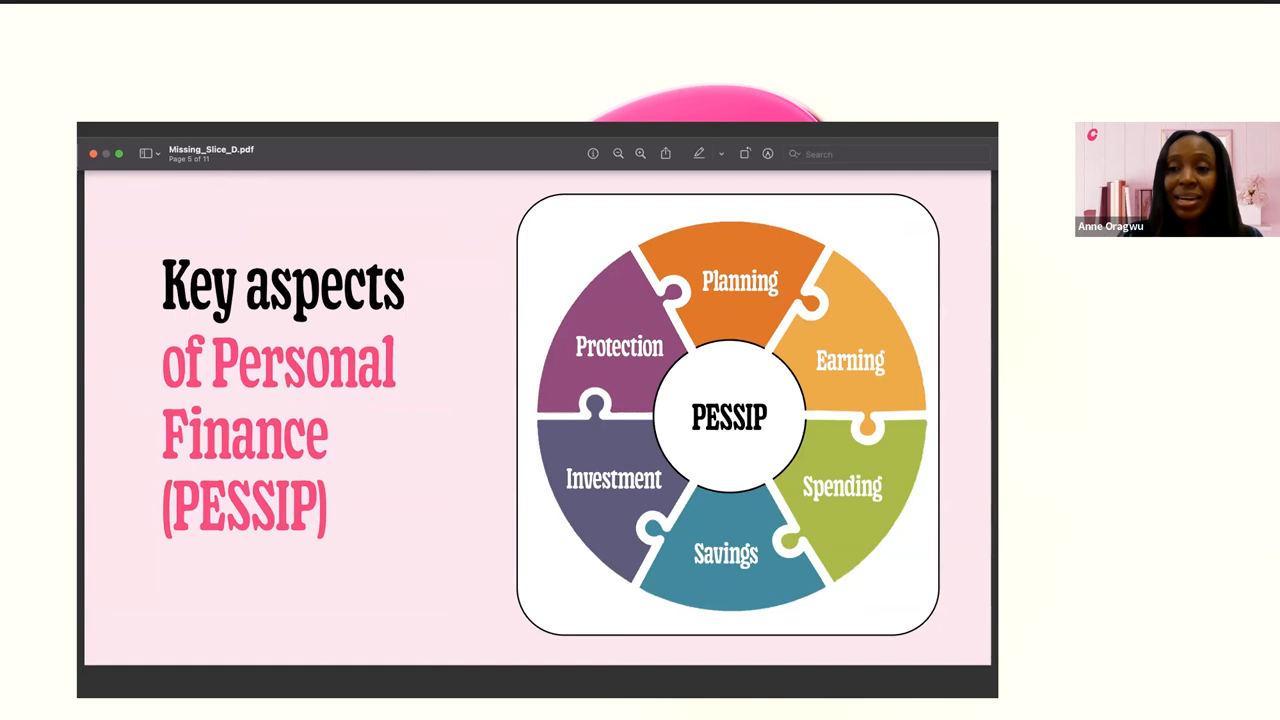 Missing_Slice_D.pdf
Page 5 of 11
Search
Key aspects
of Personal
Finance
(PESSIP)
Planning
Earning
Spending
Savings
Investment
Protection
PESSIP
Anne Oragwu